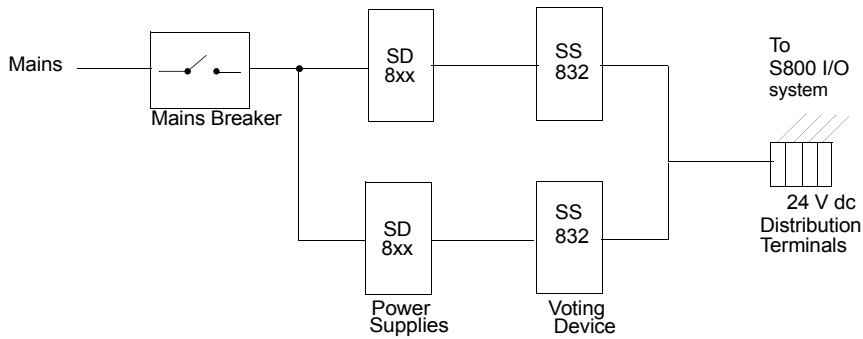 Mains
Mains Breaker
SD
8xx
SS
832
To
S800 I/O
system
SD
8xx
SS
832
Power
Supplies
Voting
Device
24 V dc
Distribution
Terminals